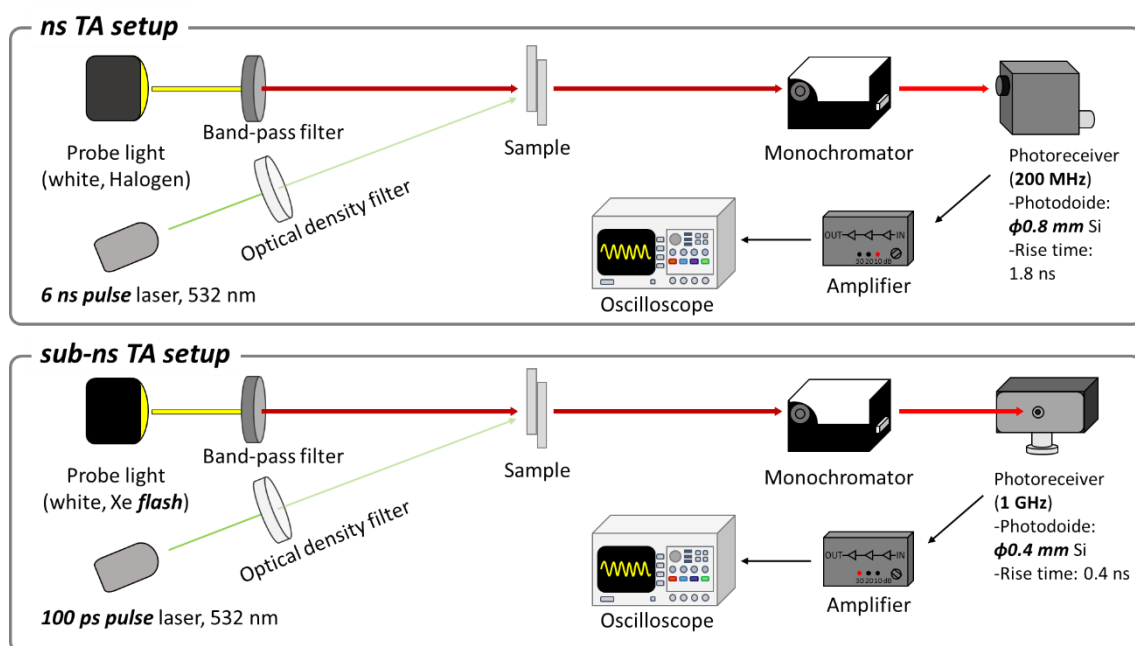 ns TA setup
Band-pass filter
Probe light
(white, Halogen)
Optical density filter
6 ns pulse laser, 532 nm
Sample
Monochromator
Photoreceiver
(200 MHz)
-Photodoide:
ϕ0.8 mm Si
-Rise time:
1.8 ns
OUT
IN
30 20 10 dB
Amplifier
Oscilloscope
sub-ns TA setup
Band-pass filter
Probe light
(white, Xe flash)
Optical density filter
100 ps pulse laser, 532 nm
Sample
Monochromator
Photoreceiver
(1 GHz)
-Photodoide:
ϕ0.4 mm Si
-Rise time: 0.4 ns
OUT
IN
30 20 10 dB
Amplifier
Oscilloscope